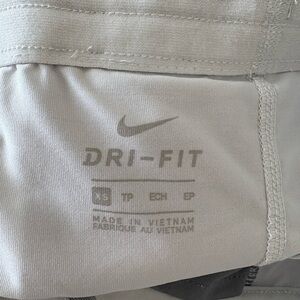 DRI-FIT
XS TP ECH EP
MADE IN VIETNAM
FABRIQUE AU VIETNAM